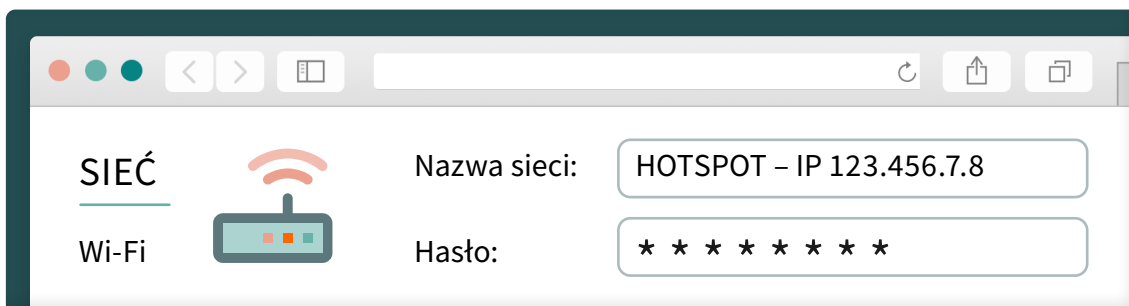 SIEĆ
Nazwa sieci: HOTSPOT – IP 123.456.7.8
Wi-Fi
Hasło: * * * * * * * *